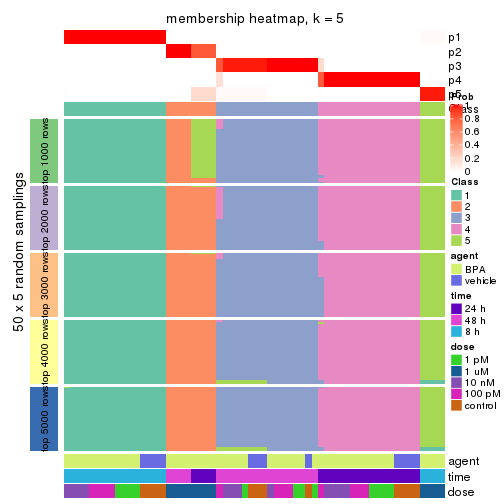 membership heatmap, k = 5
p1
p2
p3
p4
p5
Prob
1
0.8
0.6
0.4
0.2
0
Class
Class
1
2
3
4
5
agent
BPA
vehicle
time
24 h
48 h
8 h
dose
1 pM
1 uM
10 nM
100 pM
control
50 x 5 random samplings
top 1000 rows
top 2000 rows
top 3000 rows
top 4000 rows
top 5000 rows
agent
time
dose